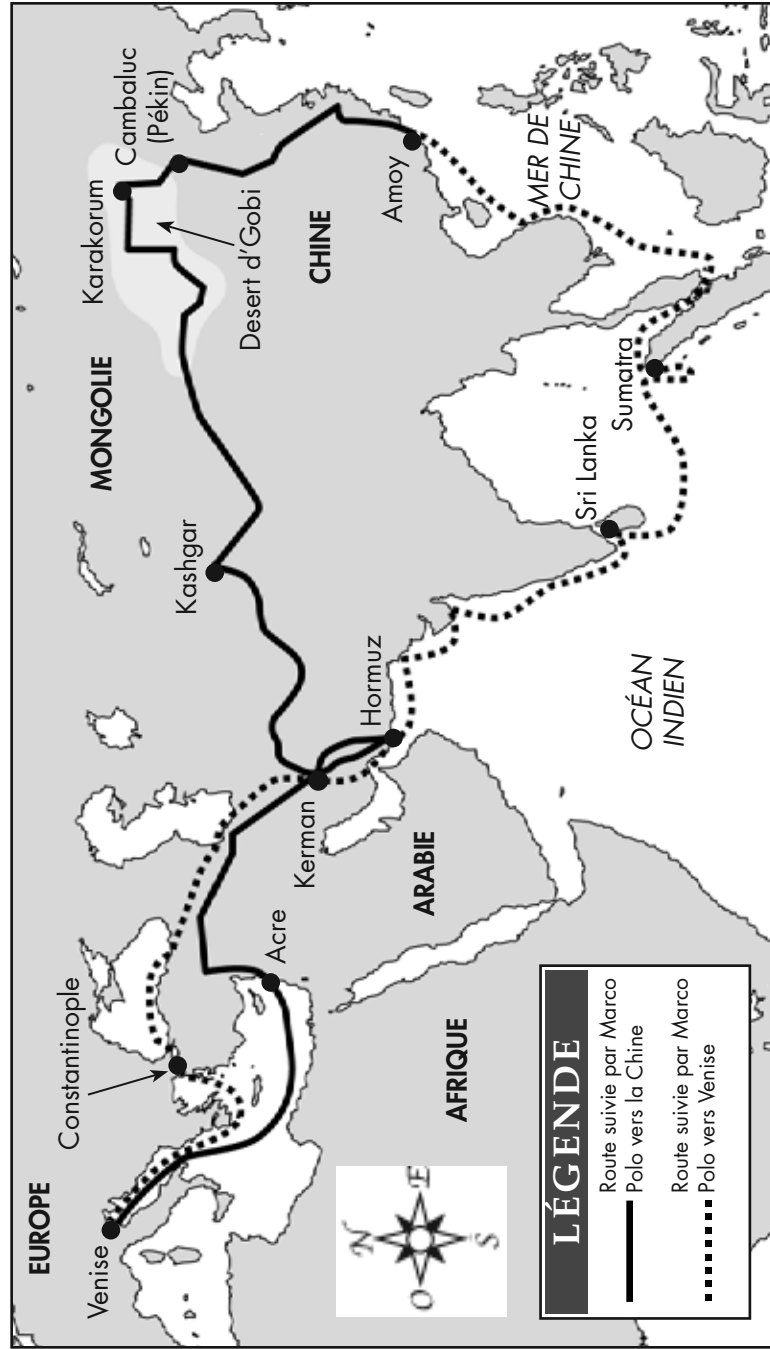 EUROPE
Venise
Constantinople
Acre
AFRIQUE
ARABIE
Kerman
Hormuz
Kashgar
MONGOLIE
Karakorum
Cambaluc
(Pékin)
Desert d'Gobi
CHINE
Amoy
MER DE
CHINE
Sumatra
Sri Lanka
OCÉAN
INDIEN
N
O
E
S
LÉGENDE
Route suivie par Marco
Polo vers la Chine
Route suivie par Marco
Polo vers Venise